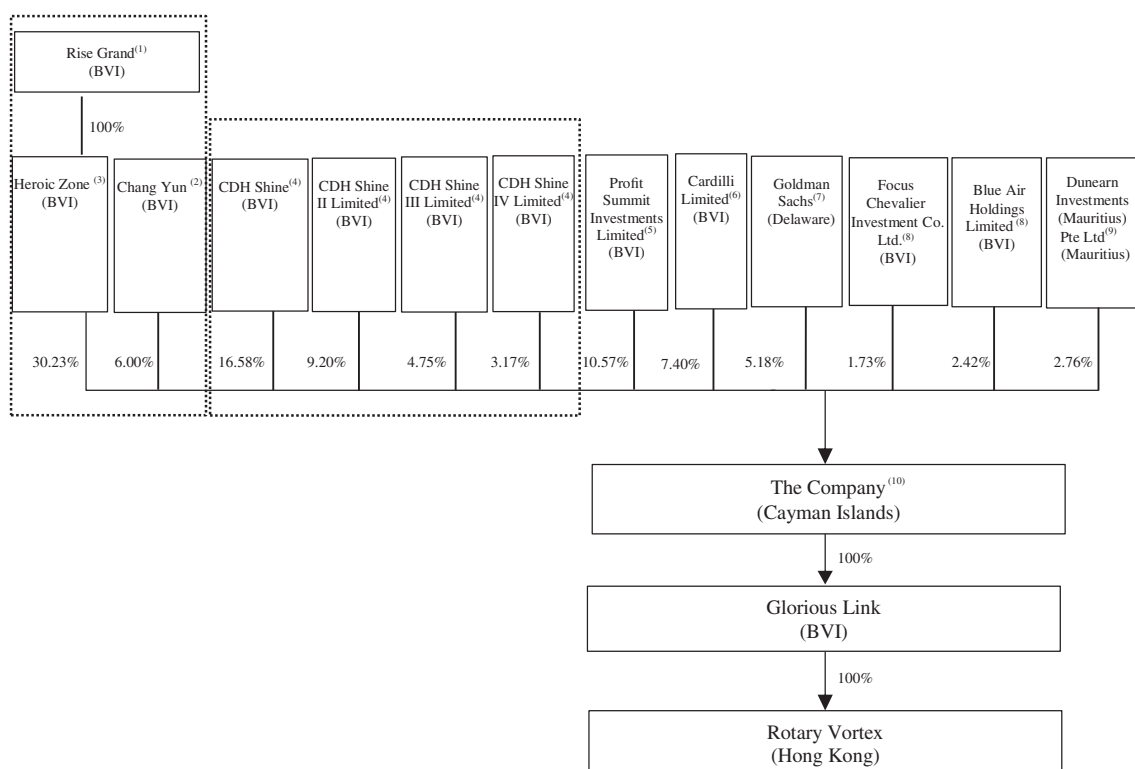 Rise Grand(1)
(BVI)
100%
Heroic Zone (3)
(BVI)
Chang Yun (2)
(BVI)
CDH Shine(4)
(BVI)
CDH Shine
II Limited(4)
(BVI)
CDH Shine
III Limited(4)
(BVI)
CDH Shine
IV Limited(4)
(BVI)
Profit
Summit
Investments
Limited(5)
(BVI)
Cardilli
Limited(6)
(BVI)
Goldman
Sachs(7)
(Delaware)
Focus
Chevalier
Investment Co.
Ltd.(8)
(BVI)
Blue Air
Holdings
Limited (8)
(BVI)
Dunearn
Investments
(Mauritius)
Pte Ltd(9)
(Mauritius)
30.23%
6.00%
16.58%
9.20%
4.75%
3.17%
10.57%
7.40%
5.18%
1.73%
2.42%
2.76%
The Company (10)
(Cayman Islands)
100%
Glorious Link
(BVI)
100%
Rotary Vortex
(Hong Kong)